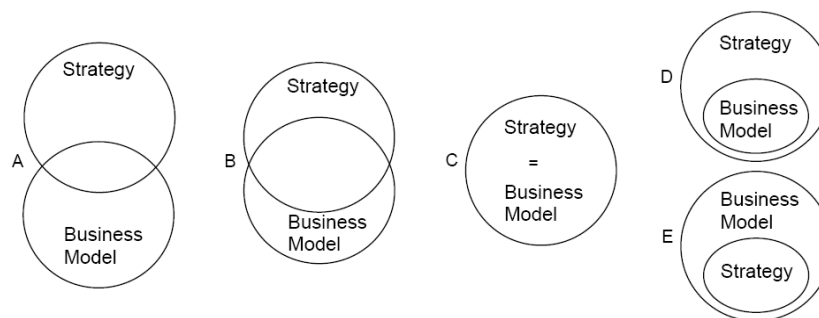 A
Strategy
Business
Model
B
Strategy
Business
Model
C
Strategy
=
Business
Model
D
Strategy
Business
Model
E
Business
Model
Strategy